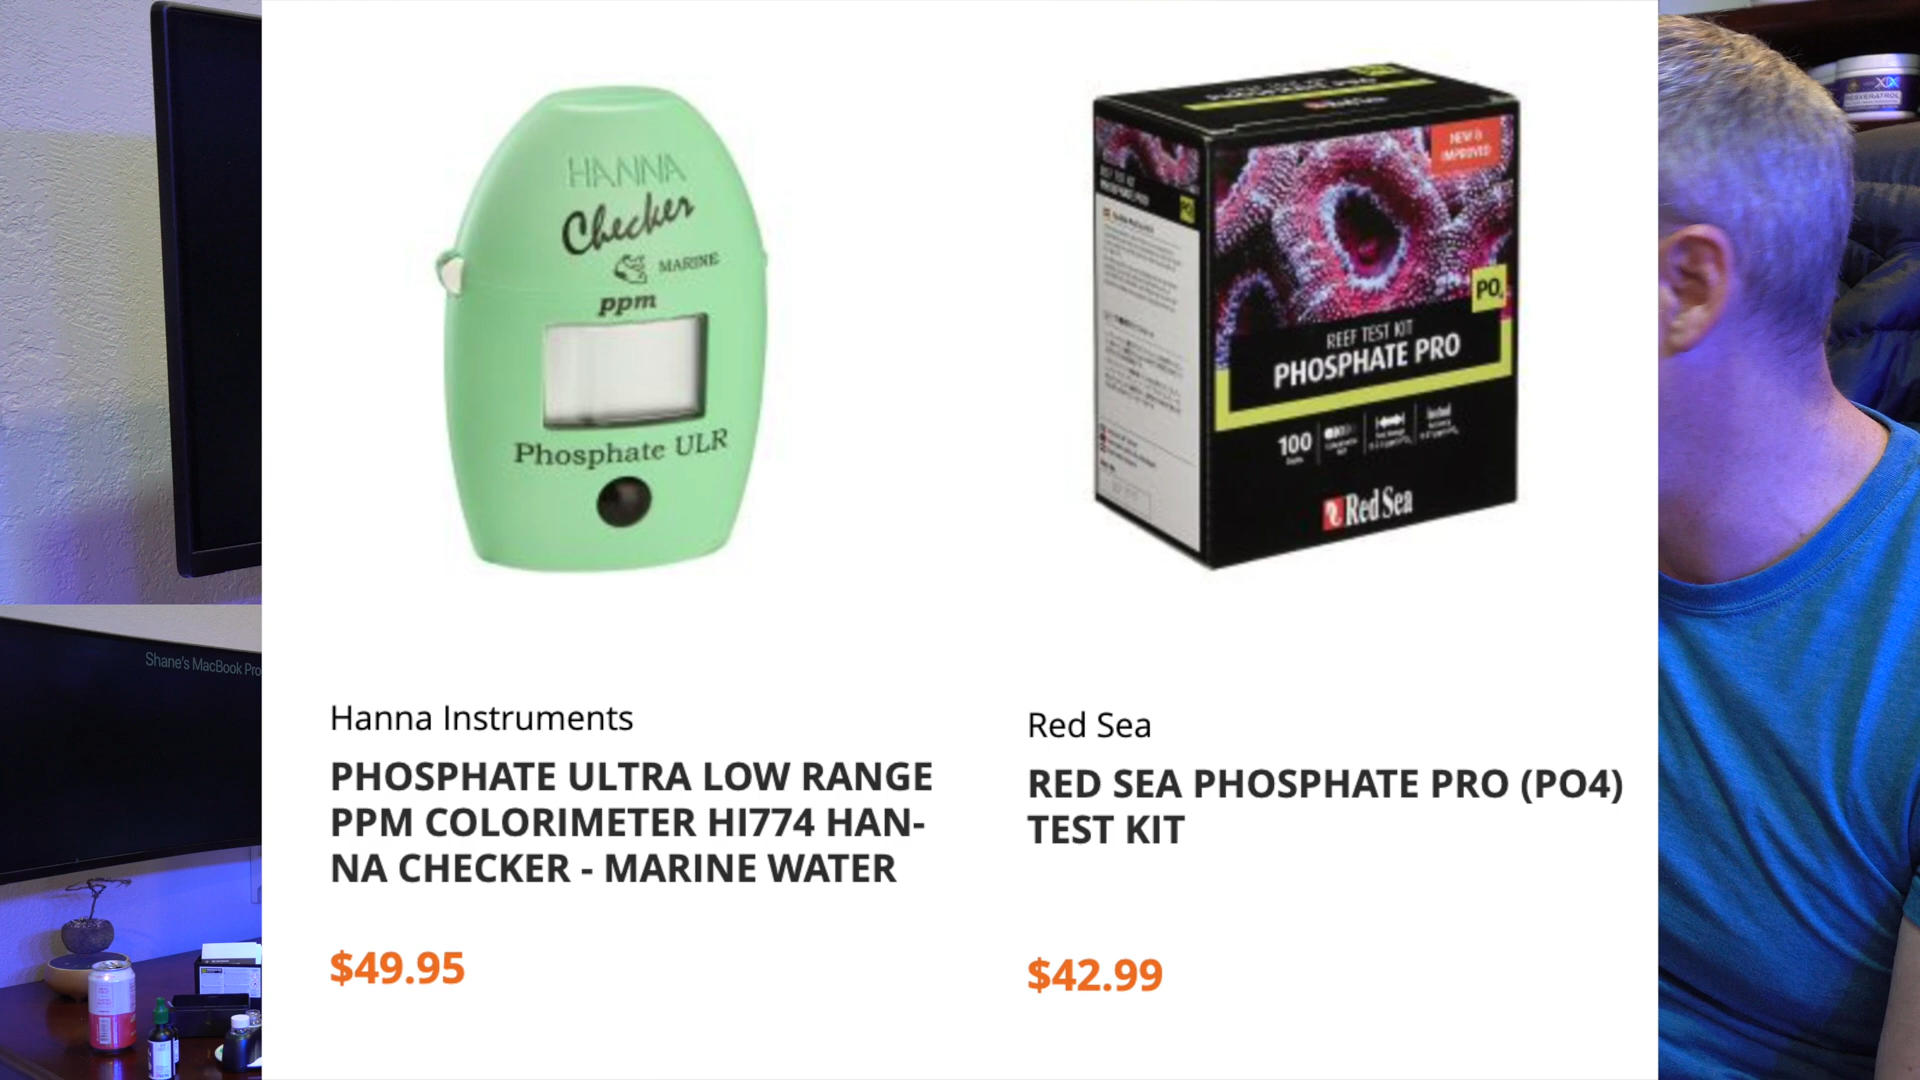 HANNA
Checker
MARINE
ppm
Phosphate ULR
NEW &
IMPROVED
PO4
REEF TEST KIT
PHOSPHATE PRO
100
Red Sea
XIX
RESVERATROL
Shane's MacBook Pro
Hanna Instruments
PHOSPHATE ULTRA LOW RANGE
PPM COLORIMETER HI774 HAN-
NA CHECKER - MARINE WATER
$49.95
Red Sea
RED SEA PHOSPHATE PRO (PO4)
TEST KIT
$42.99